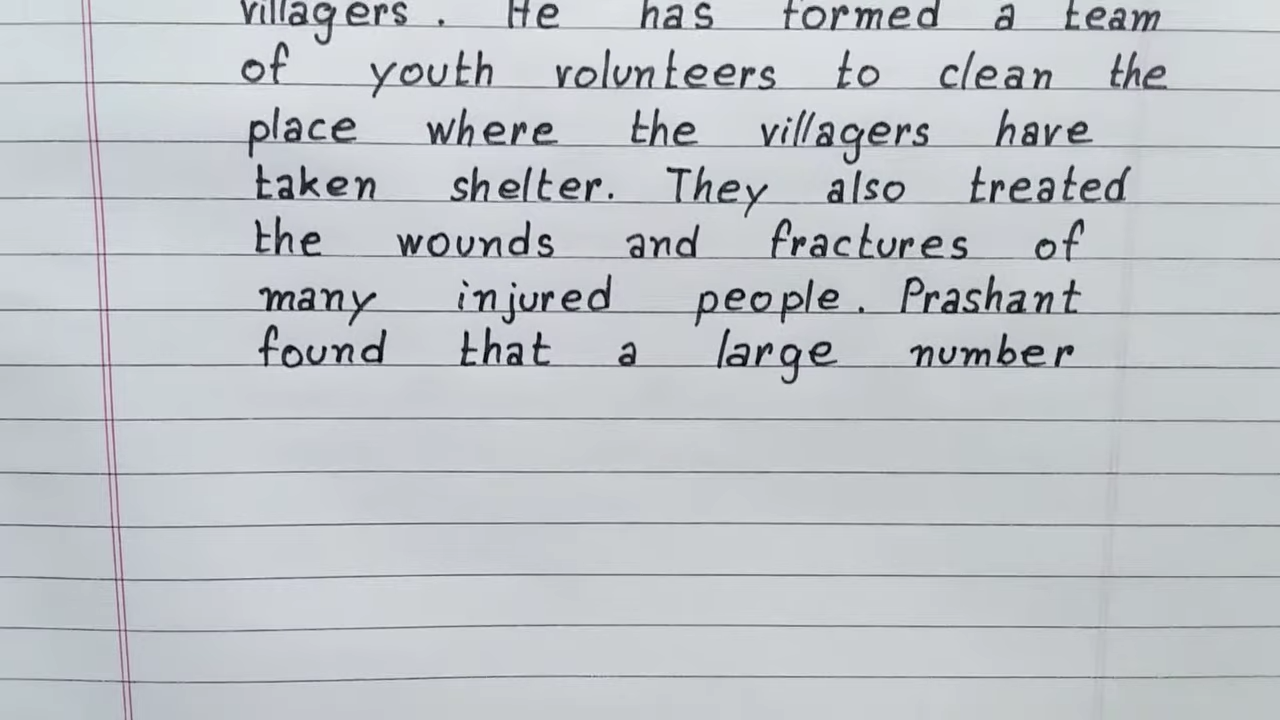 villagers. He has formed a team
of youth volunteers to clean the
place where the villagers have
taken shelter. They also treated
the wounds and fractures of
many injured people. Prashant
found that a large number